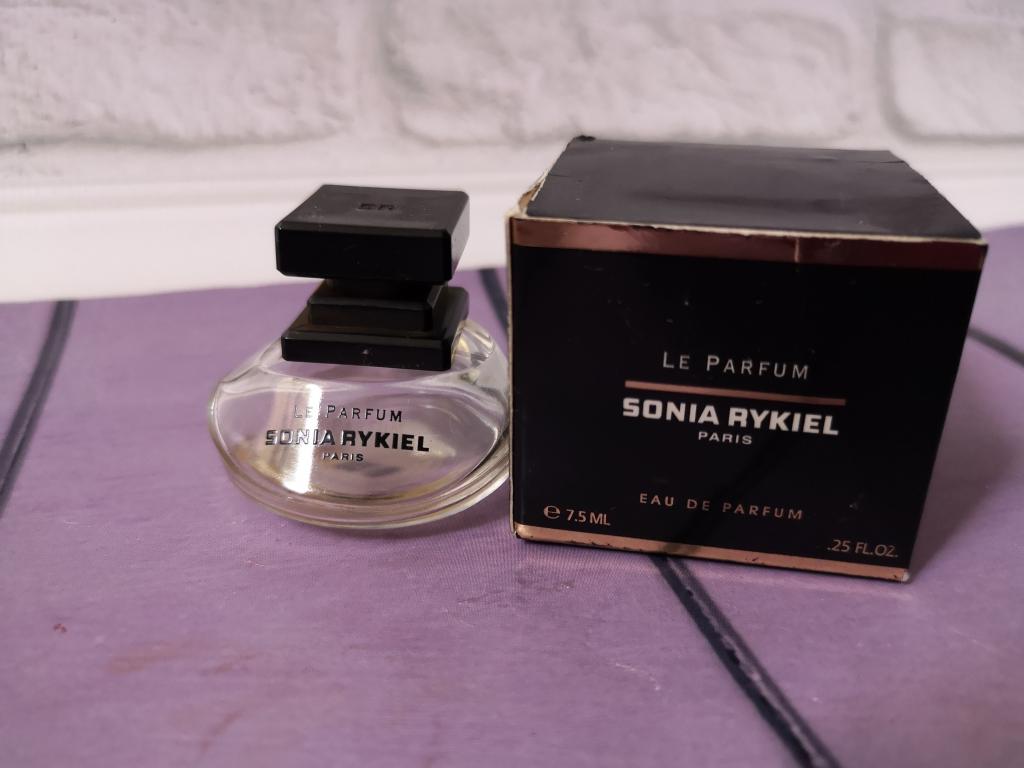 SR
LE PARFUM
SONIA RYKIEL
PARIS
LE PARFUM
SONIA RYKIEL
PARIS
EAU DE PARFUM
℮ 7.5 ML
.25 FL.OZ.